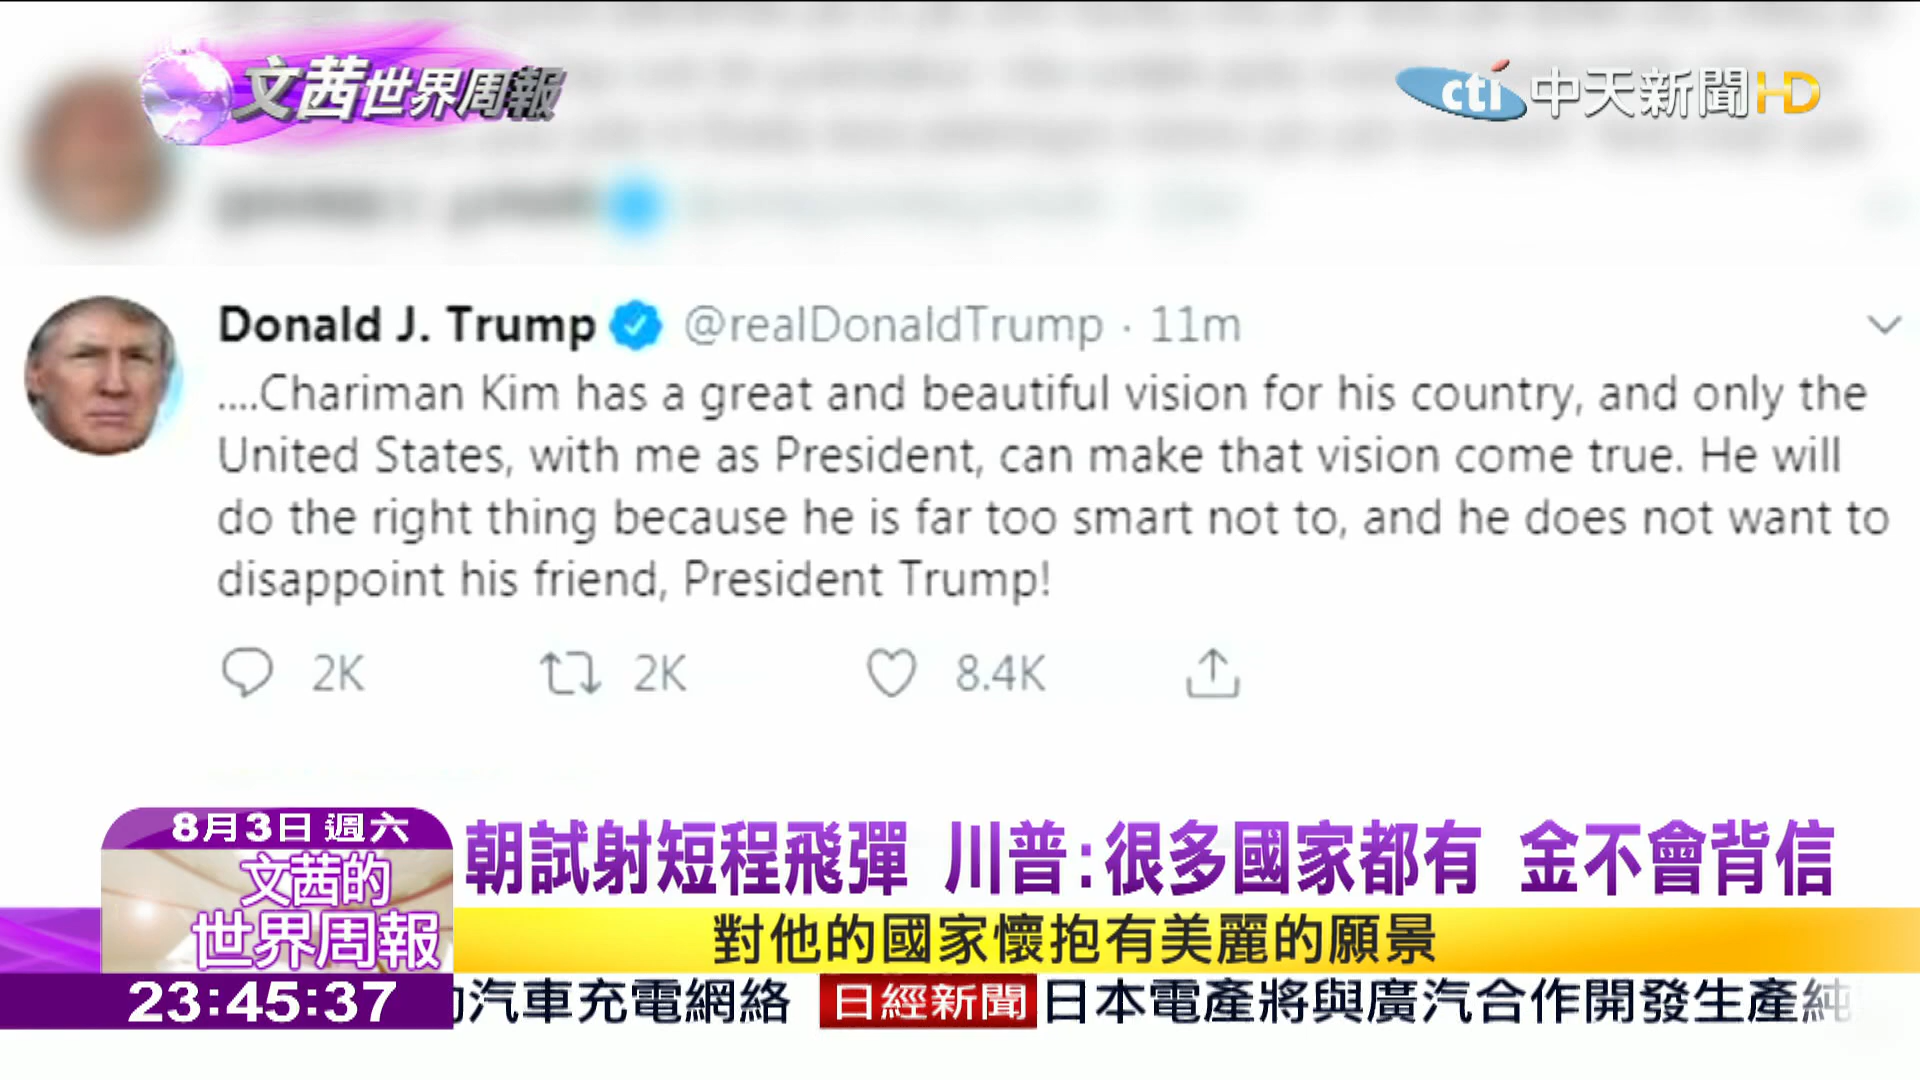 文茜世界周報
cti 中天新聞HD
Donald J. Trump @realDonaldTrump · 11m
....Chariman Kim has a great and beautiful vision for his country, and only the
United States, with me as President, can make that vision come true. He will
do the right thing because he is far too smart not to, and he does not want to
disappoint his friend, President Trump!
2K 2K 8.4K
8月3日 週六
文茜的
世界周報
朝試射短程飛彈 川普:很多國家都有 金不會背信
對他的國家懷抱有美麗的願景
23:45:37
汽車充電網絡 日經新聞 日本電產將與廣汽合作開發生產純